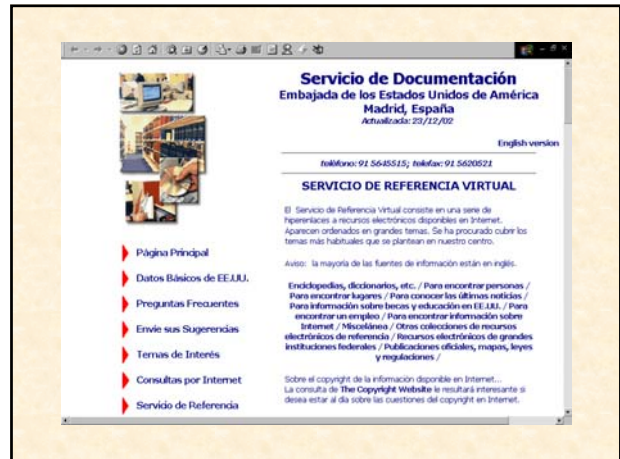 Servicio de Documentación
Embajada de los Estados Unidos de América
Madrid, España
Actualizada: 23/12/02
English version
teléfono: 91 5645515; telefax: 91 5620521
SERVICIO DE REFERENCIA VIRTUAL
El Servicio de Referencia Virtual consiste en una serie de
hiperenlaces a recursos electrónicos disponibles en Internet.
Aparecen ordenados en grandes temas. Se ha procurado cubrir los
temas más habituales que se plantean en nuestro centro.
Aviso: la mayoría de las fuentes de información están en inglés.
Enciclopedias, diccionarios, etc. / Para encontrar personas /
Para encontrar lugares / Para conocer las últimas noticias /
Para información sobre becas y educación en EE.UU. / Para
encontrar un empleo / Para encontrar información sobre
Internet / Miscelánea / Otras colecciones de recursos
electrónicos de referencia / Recursos electrónicos de grandes
instituciones federales / Publicaciones oficiales, mapas, leyes
y regulaciones /
Sobre el copyright de la información disponible en Internet...
La consulta de The Copyright Website le resultará interesante si
desea estar al día sobre las cuestiones del copyright en Internet.
Página Principal
Datos Básicos de EE.UU.
Preguntas Frecuentes
Envíe sus Sugerencias
Temas de Interés
Consultas por Internet
Servicio de Referencia